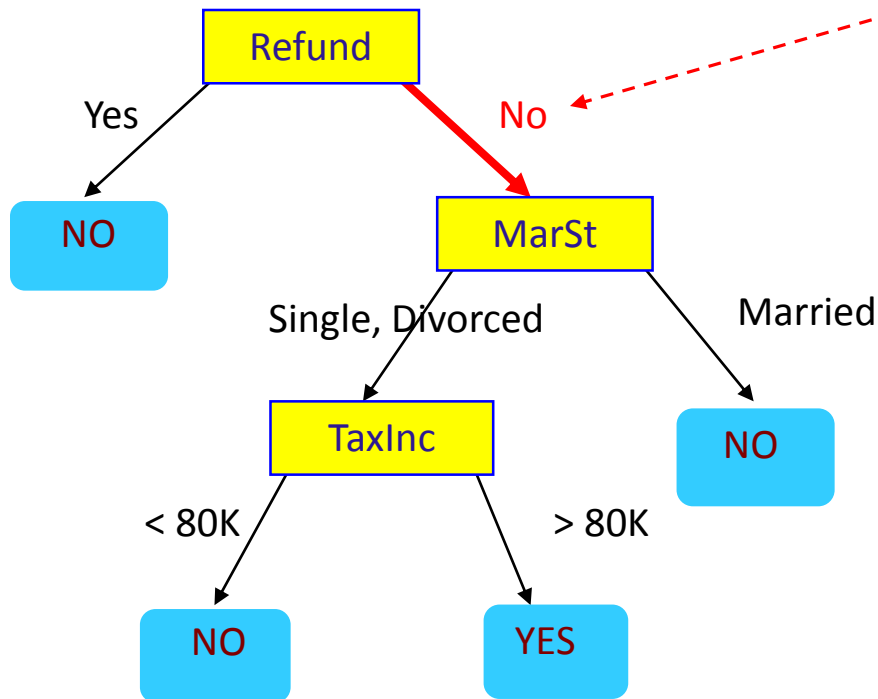 Refund
Yes
No
NO
MarSt
Single, Divorced
Married
TaxInc
NO
< 80K
> 80K
NO
YES